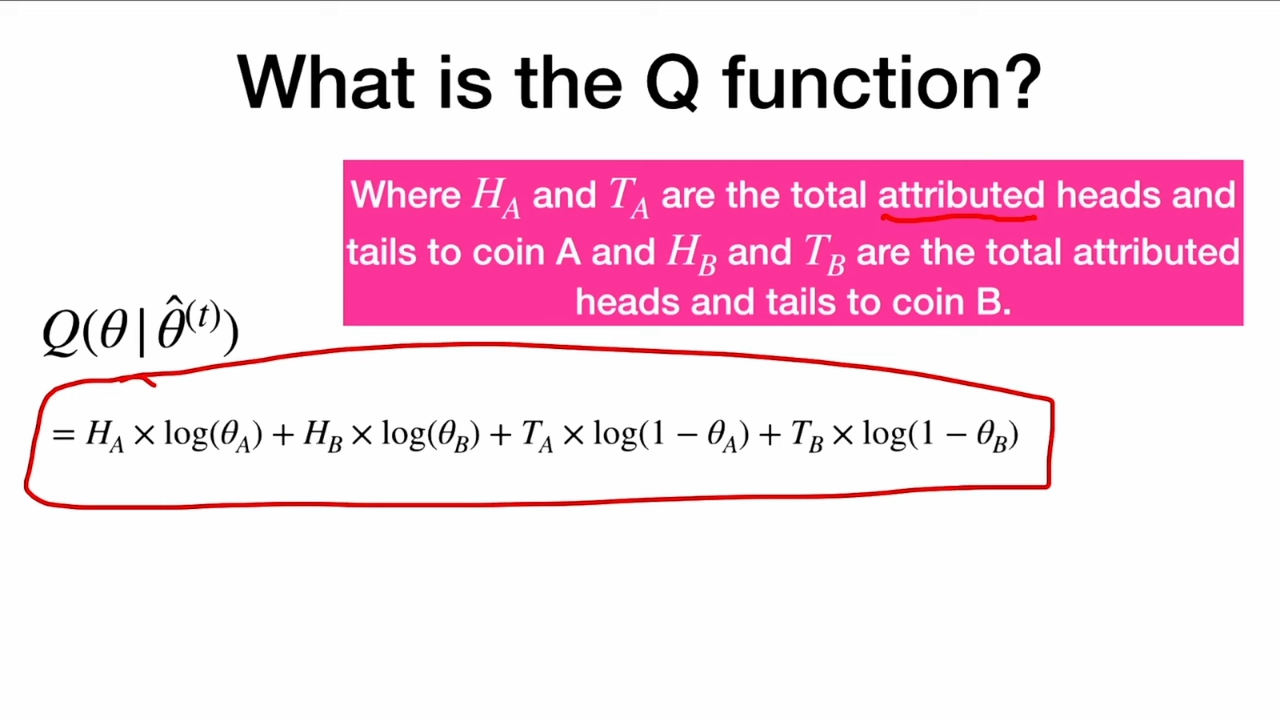 What is the Q function?
Where H_A and T_A are the total attributed heads and
tails to coin A and H_B and T_B are the total attributed
heads and tails to coin B.
Q(θ | θ̂^(t))
= H_A × log(θ_A) + H_B × log(θ_B) + T_A × log(1 − θ_A) + T_B × log(1 − θ_B)